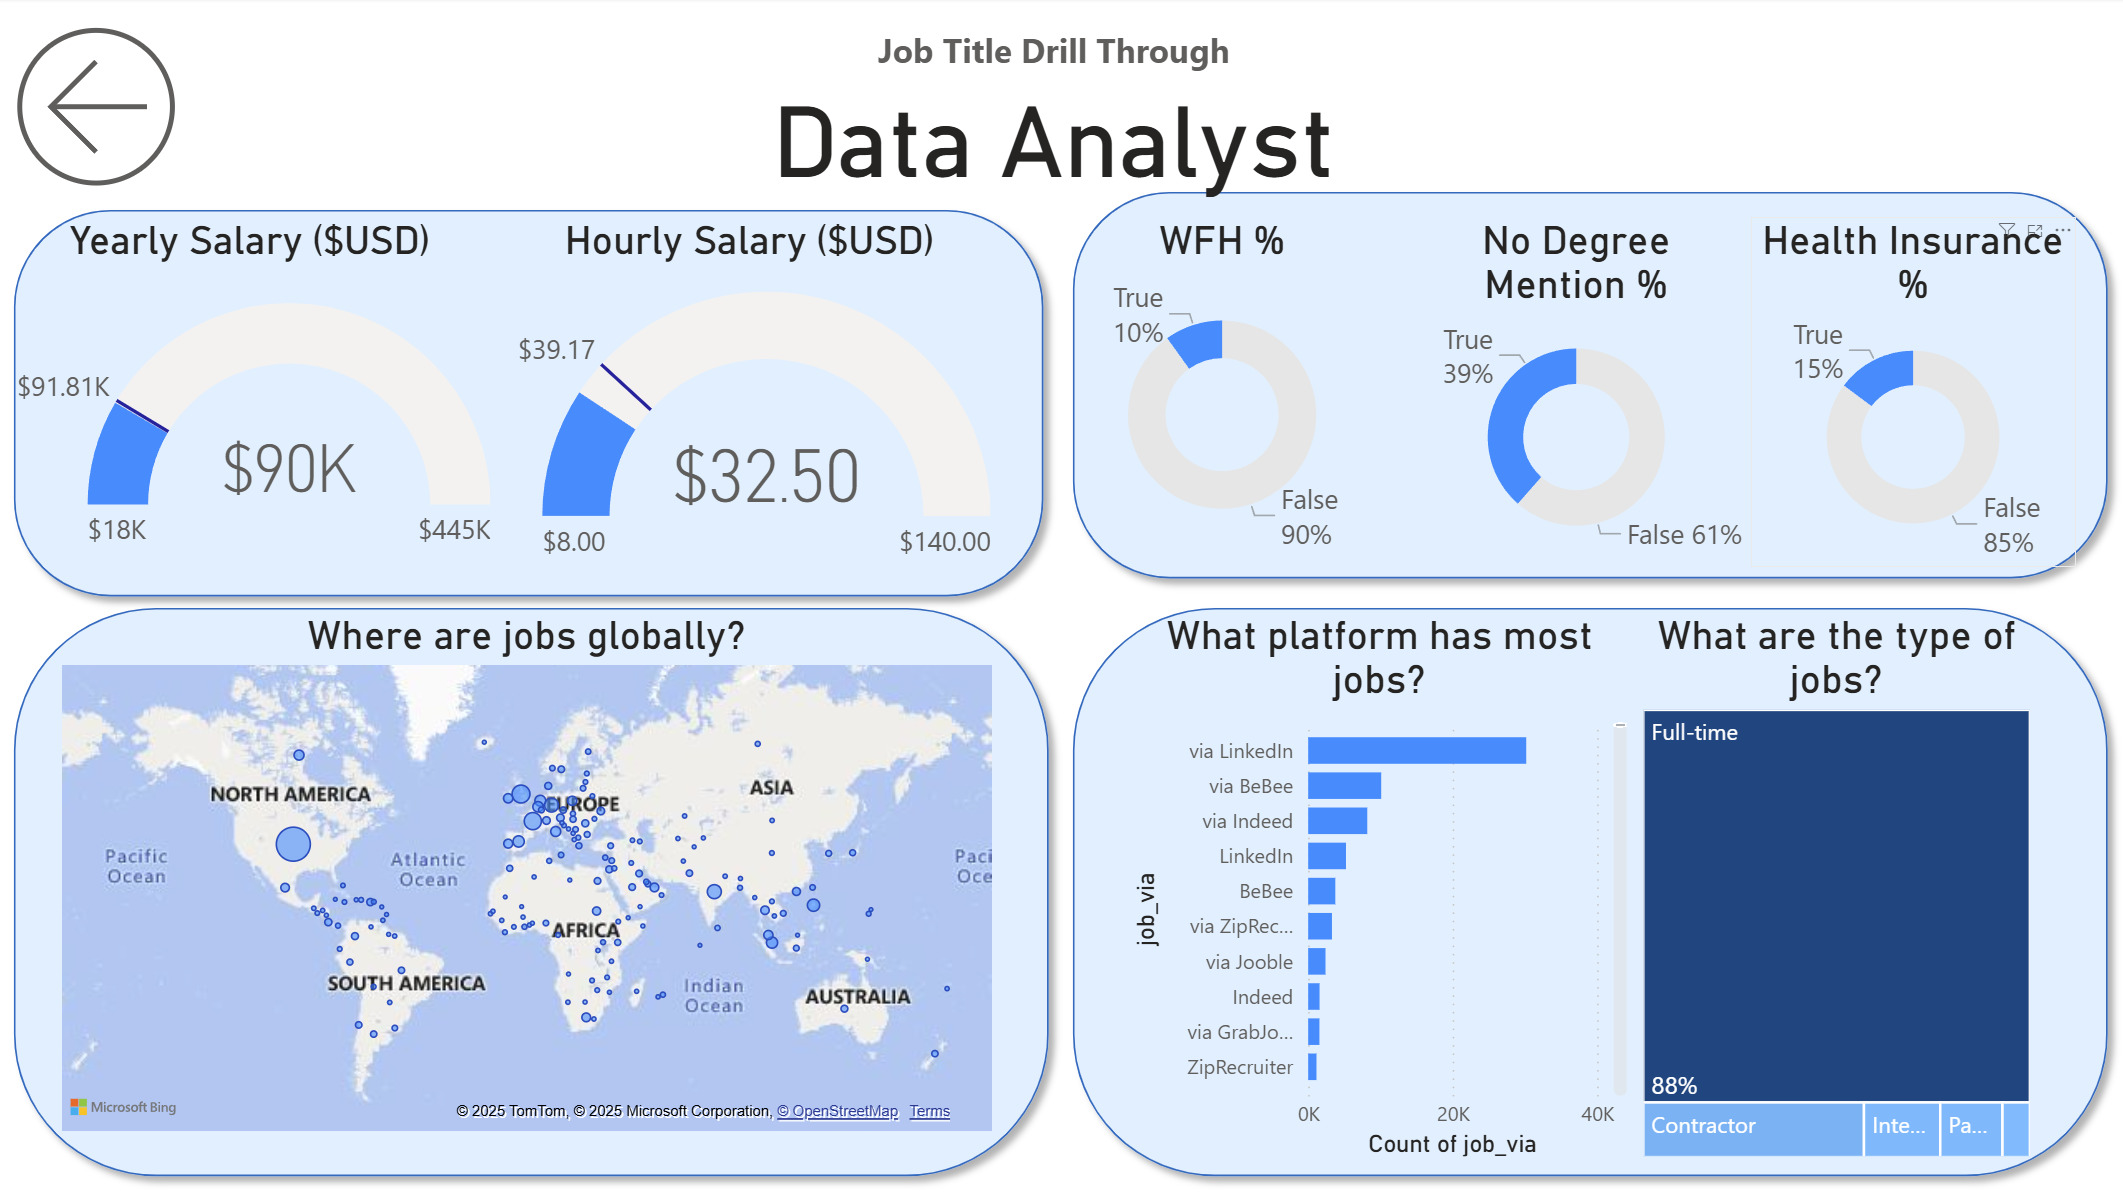 Job Title Drill Through
Data Analyst
Yearly Salary ($USD)
$91.81K
$90K
$18K
$445K
Hourly Salary ($USD)
$39.17
$32.50
$8.00
$140.00
WFH %
True
10%
False
90%
No Degree
Mention %
True
39%
False 61%
Health Insurance
%
True
15%
False
85%
Where are jobs globally?
NORTH AMERICA
EUROPE
ASIA
Pacific
Ocean
Atlantic
Ocean
Paci
Oce
AFRICA
SOUTH AMERICA
Indian
Ocean
AUSTRALIA
Microsoft Bing
© 2025 TomTom, © 2025 Microsoft Corporation, © OpenStreetMap Terms
What platform has most
jobs?
job_via
via LinkedIn
via BeBee
via Indeed
LinkedIn
BeBee
via ZipRec...
via Jooble
Indeed
via GrabJo...
ZipRecruiter
0K
20K
40K
Count of job_via
What are the type of
jobs?
Full-time
88%
Contractor
Inte...
Pa...